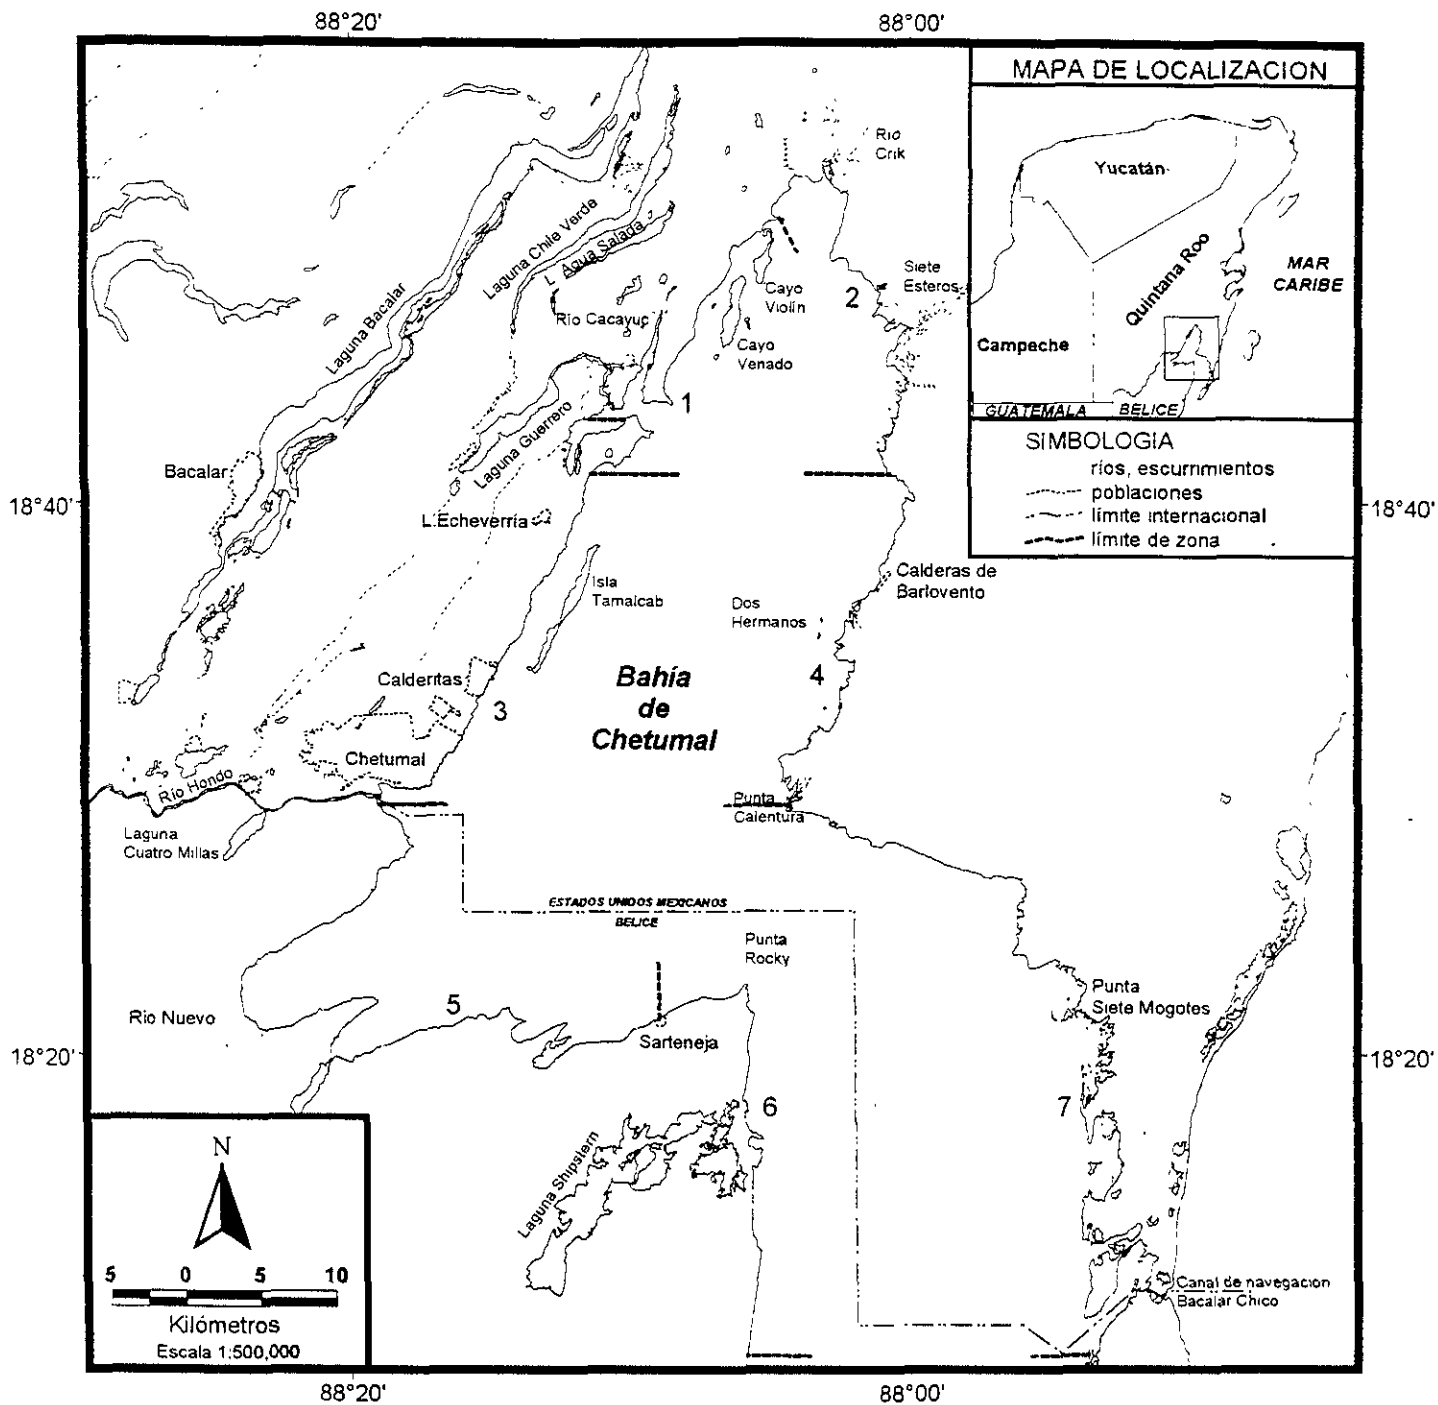 88°20'
88°00'
MAPA DE LOCALIZACION
Yucatán
Quintana Roo
MAR
CARIBE
Campeche
GUATEMALA
BELICE
SIMBOLOGIA
ríos, escurrimientos
poblaciones
límite internacional
límite de zona
Río
Crik
Laguna Chile Verde
L. Agua Salada
Laguna Bacalar
Siete
Esteros
2
Cayo
Violín
Río Cacayuc
Cayo
Venado
1
Laguna Guerrero
Bacalar
18°40'
18°40'
L. Echeverría
Calderas de
Barlovento
Isla
Tamalcab
Dos
Hermanos
Calderitas
Bahía
de
Chetumal
4
3
Chetumal
Río Hondo
Punta
Calentura
Laguna
Cuatro Millas
ESTADOS UNIDOS MEXICANOS
BELICE
Punta
Rocky
Punta
Siete Mogotes
5
Río Nuevo
Sarteneja
18°20'
18°20'
6
7
Laguna Shipstern
N
5 0 5 10
Kilómetros
Escala 1:500,000
Canal de navegacion
Bacalar Chico
88°20'
88°00'